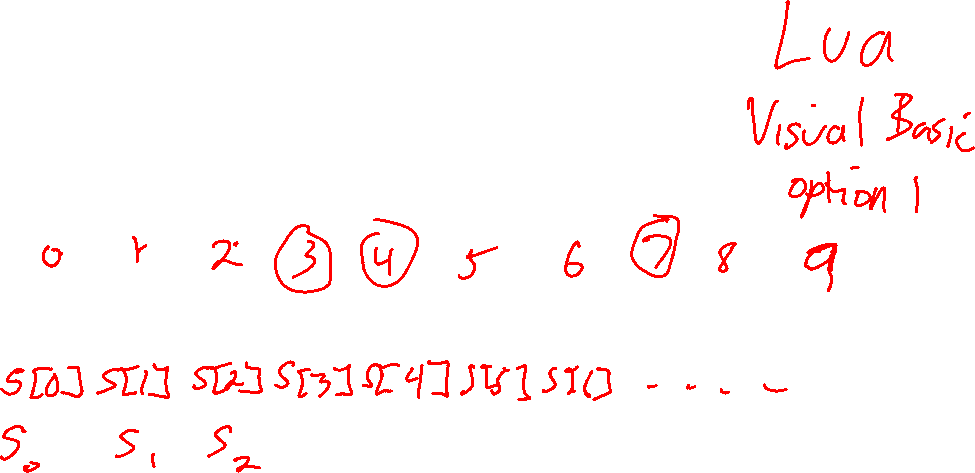 Lua
Visual Basic
option 1
0 1 2 3 4 5 6 7 8 9
S[0] S[1] S[2] S[3] S[4] S[5] S[6] ....
S₀ S₁ S₂